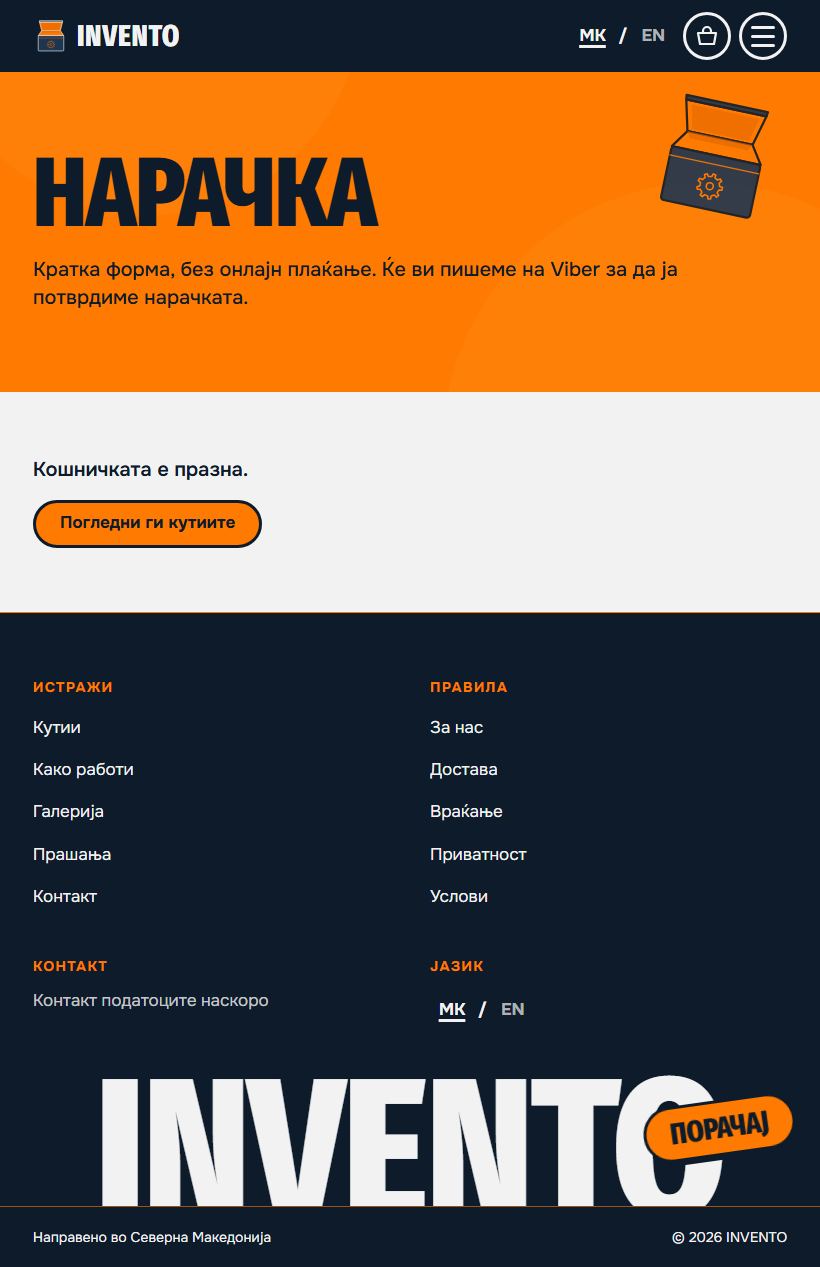 INVENTO
MK / EN
НАРАЧКА
Кратка форма, без онлајн плаќање. Ќе ви пишеме на Viber за да ја
потврдиме нарачката.
Кошничката е празна.
Погледни ги кутиите
ИСТРАЖИ
Кутии
Како работи
Галерија
Прашања
Контакт
ПРАВИЛА
За нас
Достава
Враќање
Приватност
Услови
КОНТАКТ
Контакт податоците наскоро
ЈАЗИК
MK / EN
INVENTO
ПОРАЧАЈ
Направено во Северна Македонија
© 2026 INVENTO